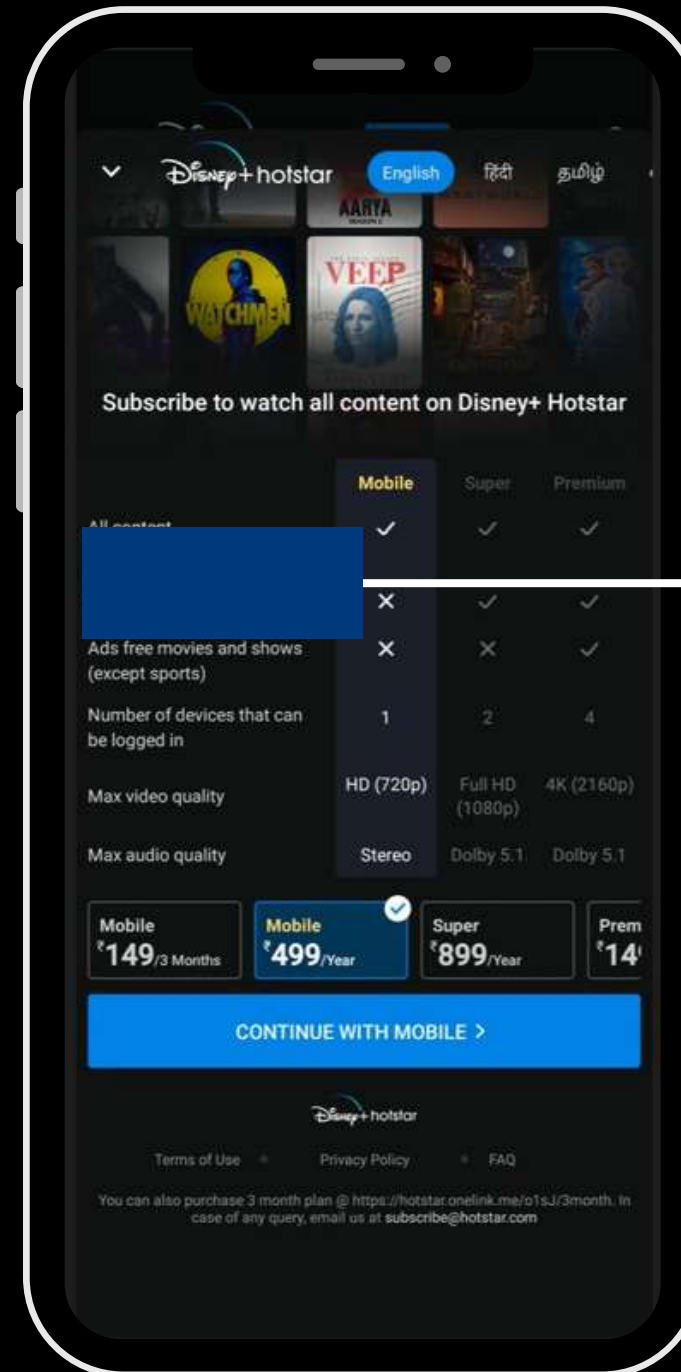 Disney+ hotstar
English
हिंदी
தமிழ்
AARYA
SEASON 2
WATCHMEN
VEEP
Subscribe to watch all content on Disney+ Hotstar
Mobile Super Premium
All content
Ads free movies and shows
(except sports)
Number of devices that can 1 2 4
be logged in
Max video quality HD (720p) Full HD (1080p) 4K (2160p)
Max audio quality Stereo Dolby 5.1 Dolby 5.1
Mobile
₹149/3 Months
Mobile
₹499/Year
Super
₹899/Year
Prem
₹14
CONTINUE WITH MOBILE >
Disney+ hotstar
Terms of Use • Privacy Policy • FAQ
You can also purchase 3 month plan @ https://hotstar.onelink.me/o1sJ/3month. In
case of any query, email us at subscribe@hotstar.com